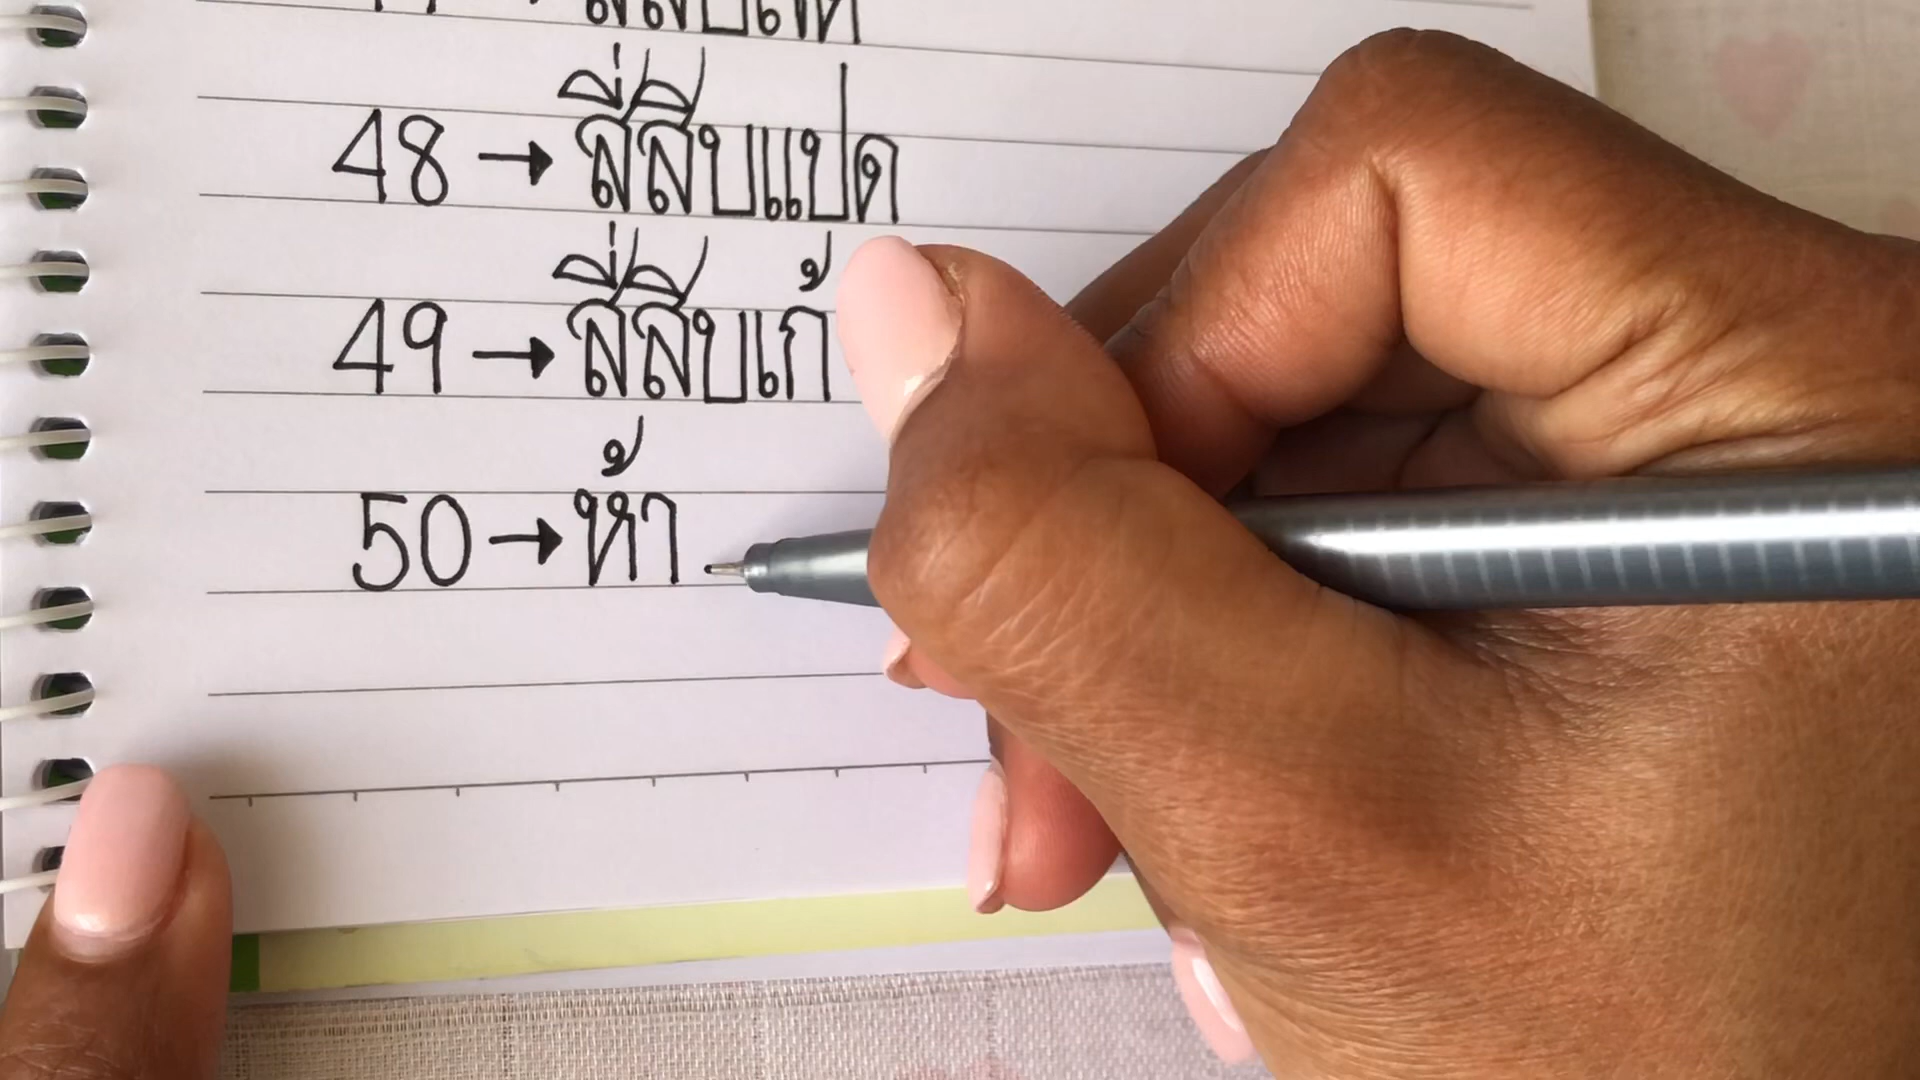 48 → สี่สิบแปด
49 → สี่สิบเก้
50 → ห้า